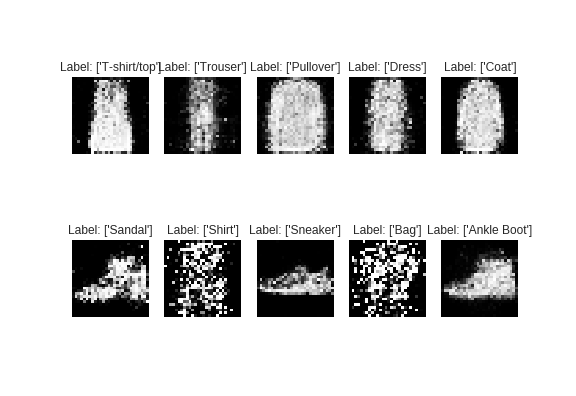 Label: ['T-shirt/top'] Label: ['Trouser'] Label: ['Pullover'] Label: ['Dress'] Label: ['Coat']
Label: ['Sandal'] Label: ['Shirt'] Label: ['Sneaker'] Label: ['Bag'] Label: ['Ankle Boot']